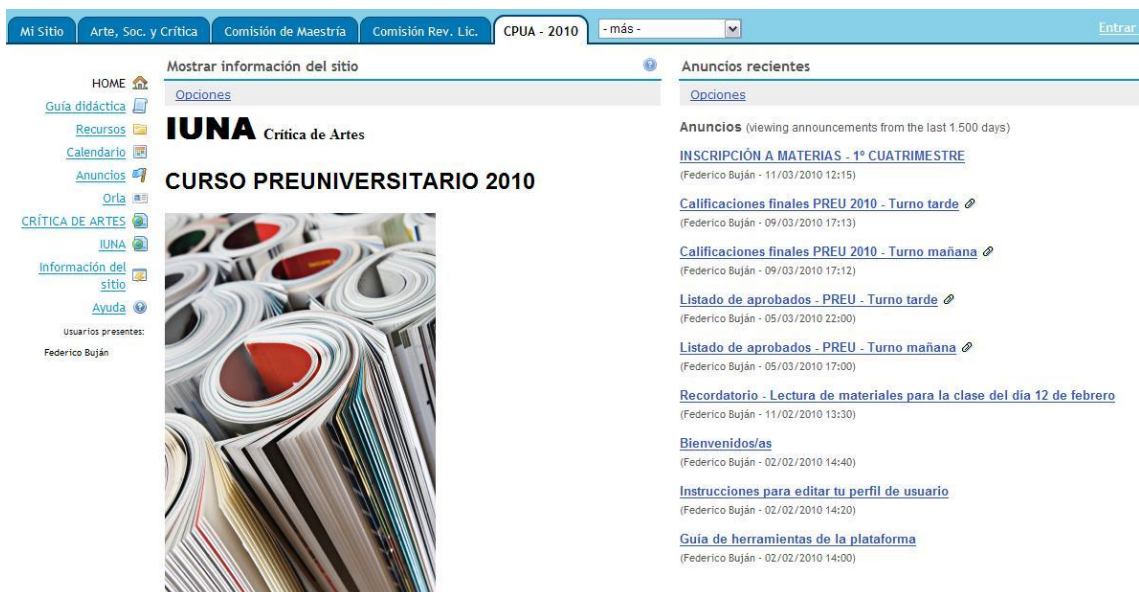 Mi Sitio
Arte, Soc. y Crítica
Comisión de Maestría
Comisión Rev. Lic.
CPUA - 2010
- más -
Entrar
HOME
Guía didáctica
Recursos
Calendario
Anuncios
Orla
CRÍTICA DE ARTES
IUNA
Información del
sitio
Ayuda
Usuarios presentes:
Federico Buján
Mostrar información del sitio
Opciones
IUNA Crítica de Artes
CURSO PREUNIVERSITARIO 2010
Anuncios recientes
Opciones
Anuncios (viewing announcements from the last 1.500 days)
INSCRIPCIÓN A MATERIAS - 1º CUATRIMESTRE
(Federico Buján - 11/03/2010 12:15)
Calificaciones finales PREU 2010 - Turno tarde
(Federico Buján - 09/03/2010 17:13)
Calificaciones finales PREU 2010 - Turno mañana
(Federico Buján - 09/03/2010 17:12)
Listado de aprobados - PREU - Turno tarde
(Federico Buján - 05/03/2010 22:00)
Listado de aprobados - PREU - Turno mañana
(Federico Buján - 05/03/2010 17:00)
Recordatorio - Lectura de materiales para la clase del día 12 de febrero
(Federico Buján - 11/02/2010 13:30)
Bienvenidos/as
(Federico Buján - 02/02/2010 14:40)
Instrucciones para editar tu perfil de usuario
(Federico Buján - 02/02/2010 14:20)
Guía de herramientas de la plataforma
(Federico Buján - 02/02/2010 14:00)